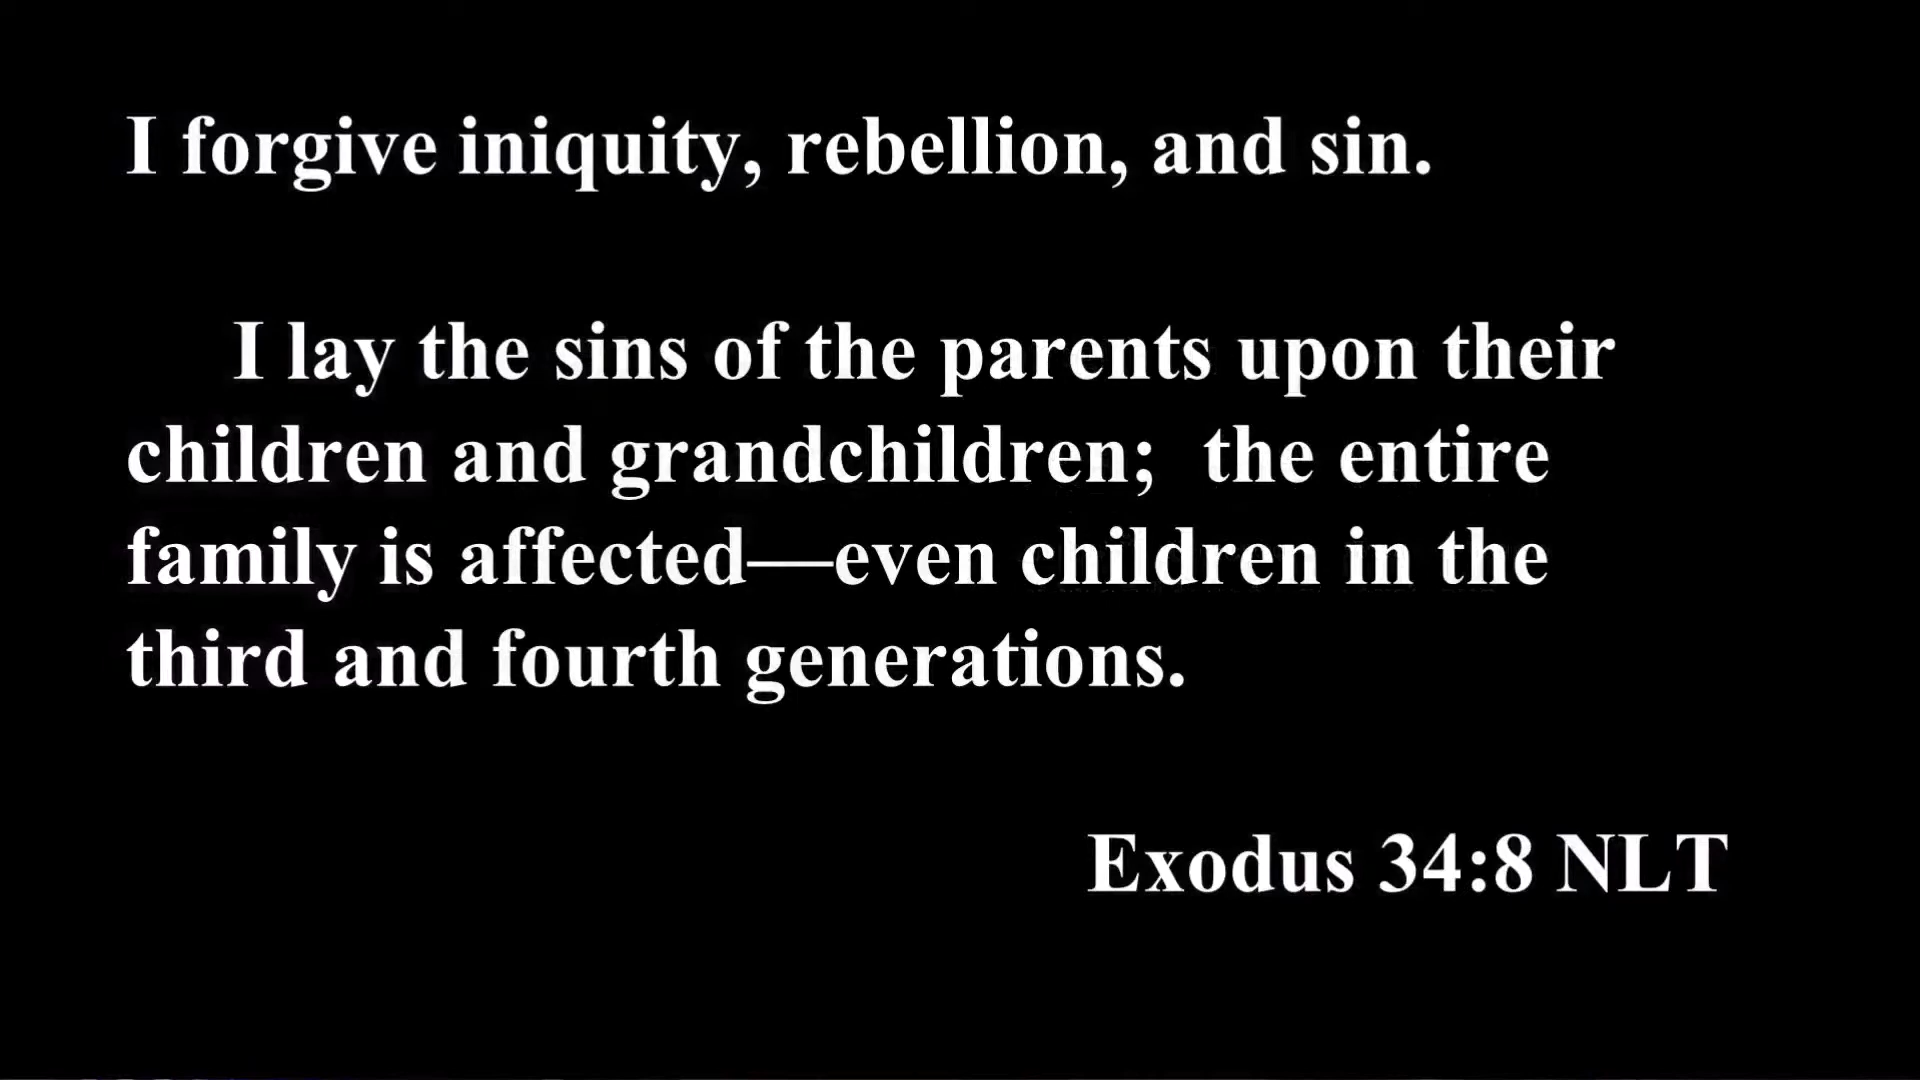 I forgive iniquity, rebellion, and sin.
I lay the sins of the parents upon their
children and grandchildren; the entire
family is affected—even children in the
third and fourth generations.
Exodus 34:8 NLT